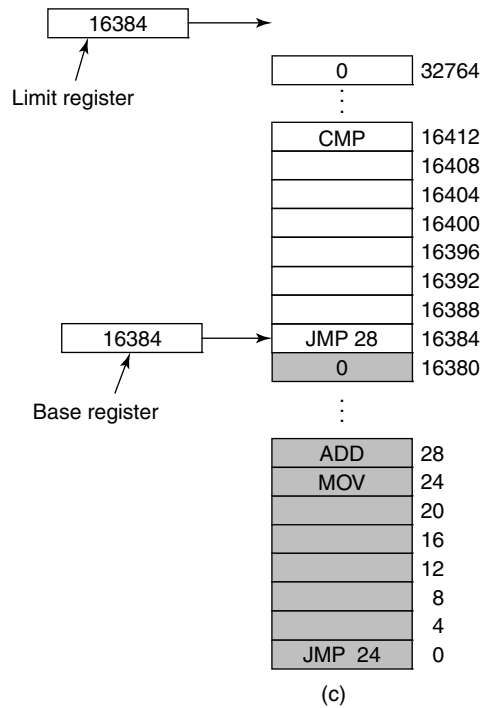 16384
Limit register
0 32764
CMP 16412
16408
16404
16400
16396
16392
16388
16384
JMP 28 16384
0 16380
Base register
ADD 28
MOV 24
20
16
12
8
4
JMP 24 0
(c)